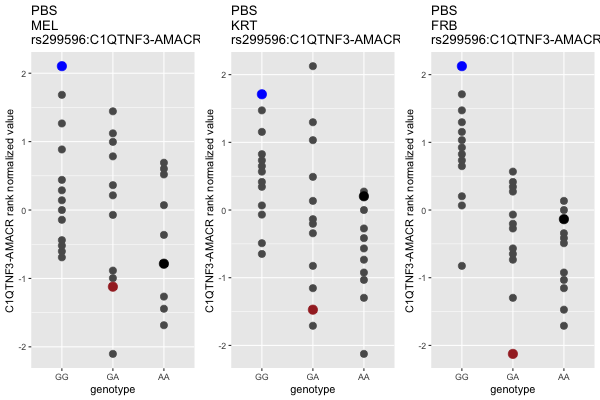 PBS
MEL
rs299596:C1QTNF3-AMACR
C1QTNF3-AMACR rank normalized value
2
1
0
-1
-2
GG GA AA
genotype
PBS
KRT
rs299596:C1QTNF3-AMACR
C1QTNF3-AMACR rank normalized value
2
1
0
-1
-2
GG GA AA
genotype
PBS
FRB
rs299596:C1QTNF3-AMACR
C1QTNF3-AMACR rank normalized value
2
1
0
-1
-2
GG GA AA
genotype